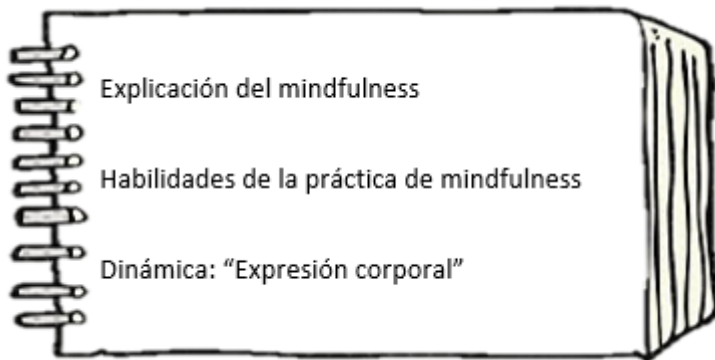 Explicación del mindfulness
Habilidades de la práctica de mindfulness
Dinámica: “Expresión corporal”